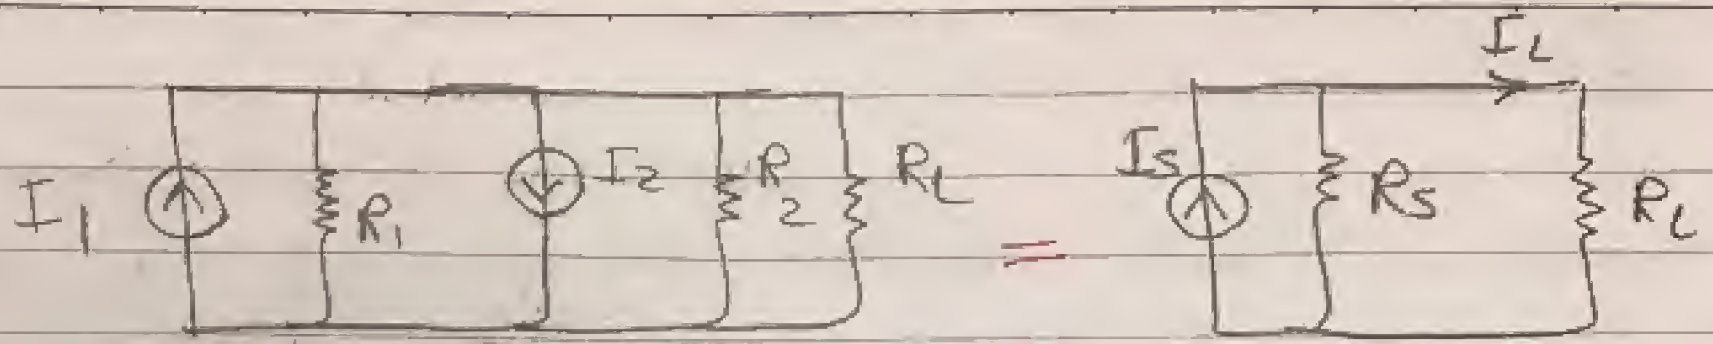 I1 R1 I2 R2 RL = IS RS IL RL